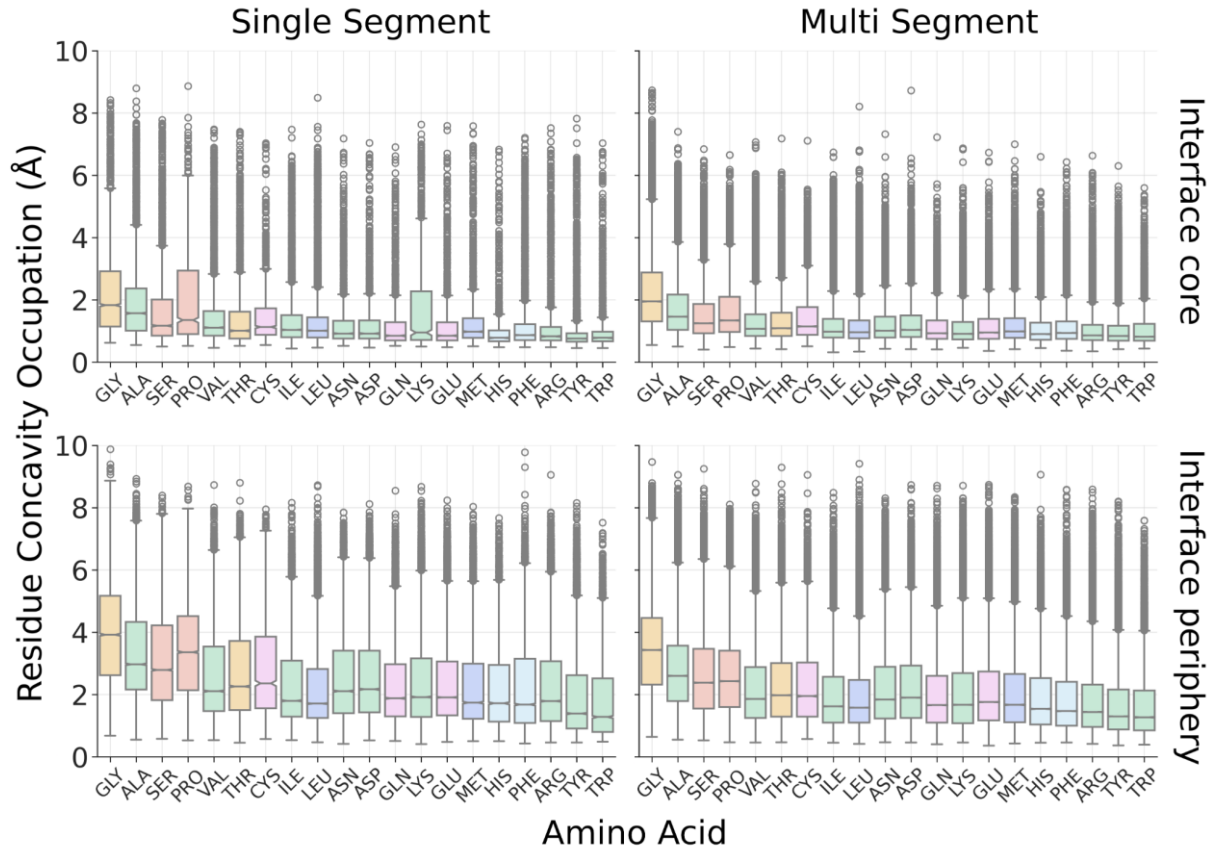 Single Segment
Multi Segment
Residue Concavity Occupation (Å)
10
8
6
4
2
0
GLY ALA SER PRO VAL THR CYS ILE LEU ASN ASP GLN LYS GLU MET HIS PHE ARG TYR TRP
GLY ALA SER PRO VAL THR CYS ILE LEU ASN ASP GLN LYS GLU MET HIS PHE ARG TYR TRP
Interface core
10
8
6
4
2
0
GLY ALA SER PRO VAL THR CYS ILE LEU ASN ASP GLN LYS GLU MET HIS PHE ARG TYR TRP
GLY ALA SER PRO VAL THR CYS ILE LEU ASN ASP GLN LYS GLU MET HIS PHE ARG TYR TRP
Interface periphery
Amino Acid